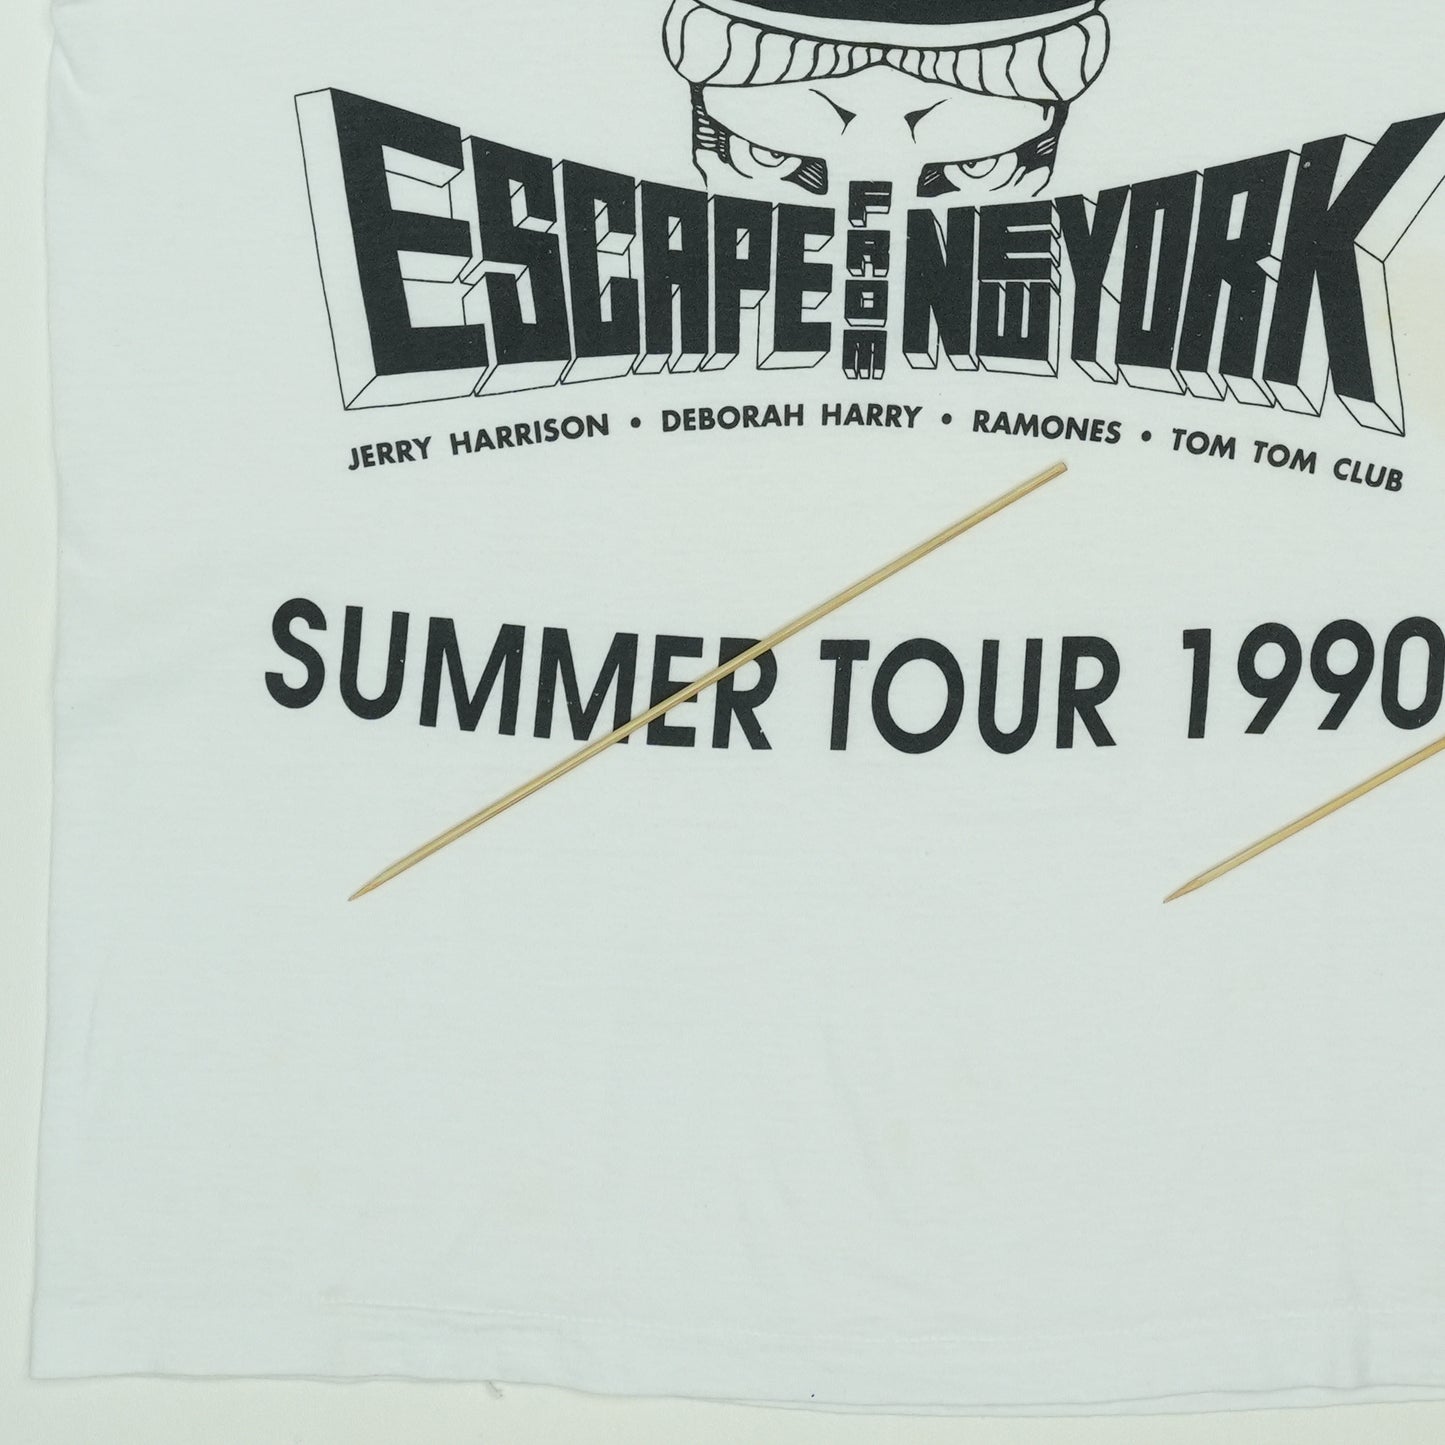 ESCAPE FROM NEW YORK
JERRY HARRISON • DEBORAH HARRY • RAMONES • TOM TOM CLUB
SUMMER TOUR 1990